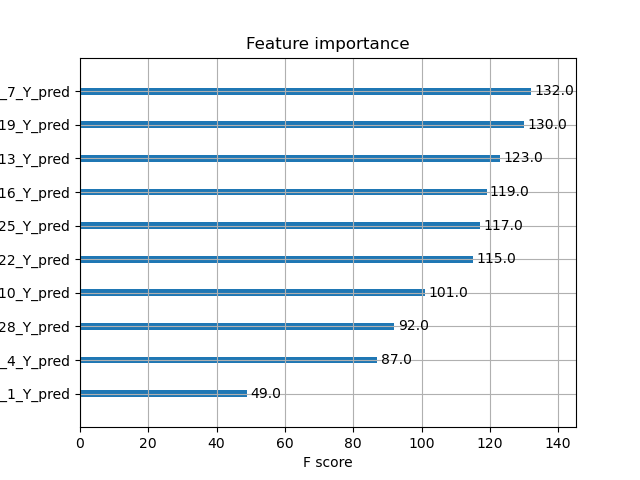 Feature importance
_7_Y_pred 132.0
19_Y_pred 130.0
13_Y_pred 123.0
16_Y_pred 119.0
25_Y_pred 117.0
22_Y_pred 115.0
10_Y_pred 101.0
28_Y_pred 92.0
_4_Y_pred 87.0
_1_Y_pred 49.0
0 20 40 60 80 100 120 140
F score